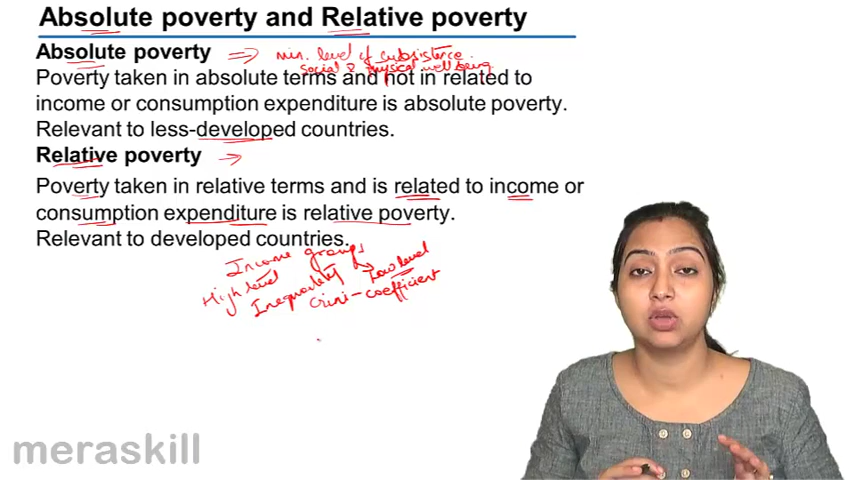 Absolute poverty and Relative poverty
Absolute poverty => min. level of subsistence
social & physical well being
Poverty taken in absolute terms and not in related to
income or consumption expenditure is absolute poverty.
Relevant to less-developed countries.
Relative poverty →
Poverty taken in relative terms and is related to income or
consumption expenditure is relative poverty.
Relevant to developed countries.
Income groups
High level
Low level
Inequality
Gini-coefficient
meraskill